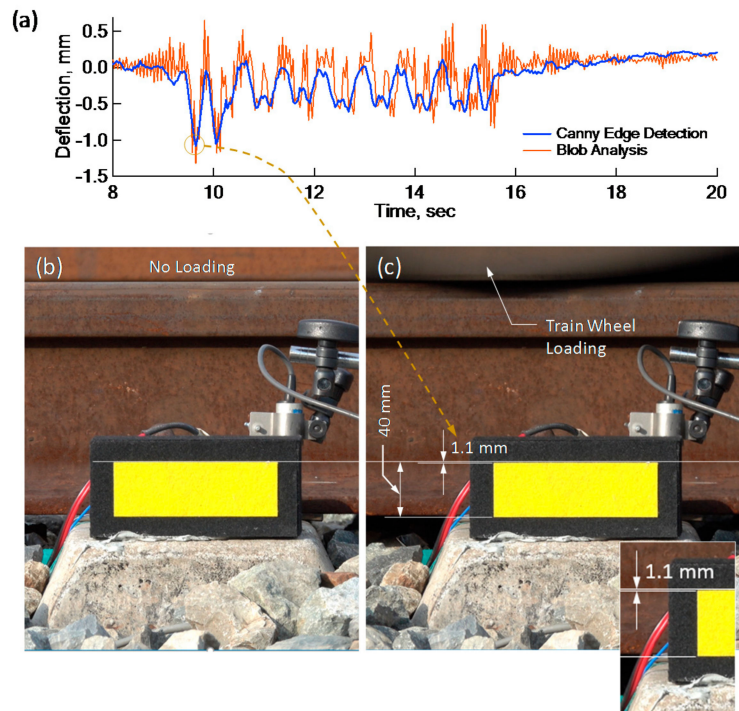 (a)
0.5
0.0
-0.5
-1.0
-1.5
Deflection, mm
Canny Edge Detection
Blob Analysis
8
10
12
14
16
18
20
Time, sec
(b)
No Loading
(c)
Train Wheel
Loading
40 mm
1.1 mm
1.1 mm